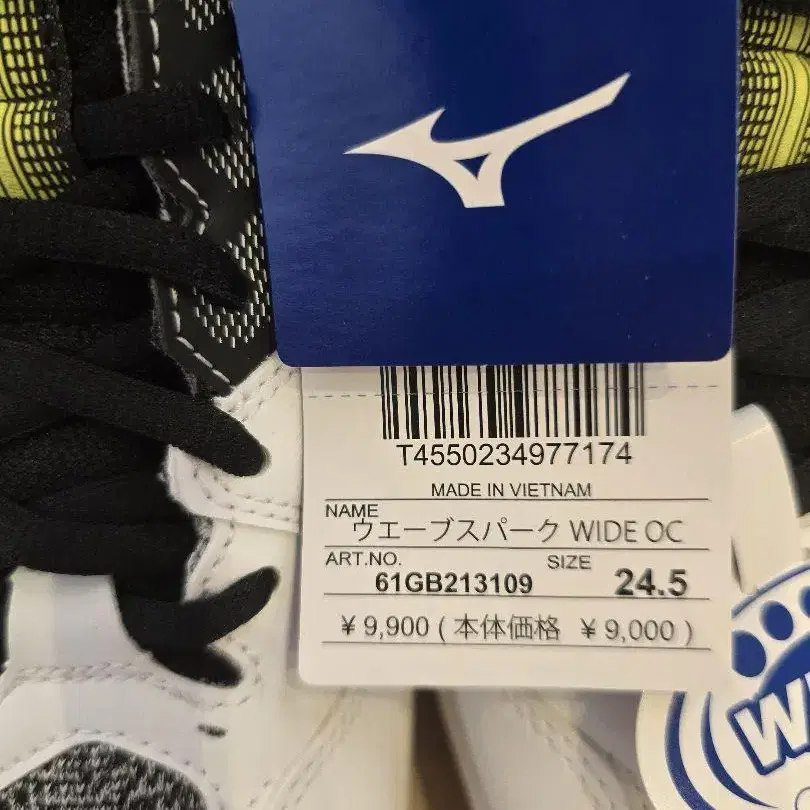 T4550234977174
MADE IN VIETNAM
NAME
ウエーブスパーク WIDE OC
ART.NO.
61GB213109
SIZE
24.5
¥9,900 ( 本体価格 ¥9,000 )